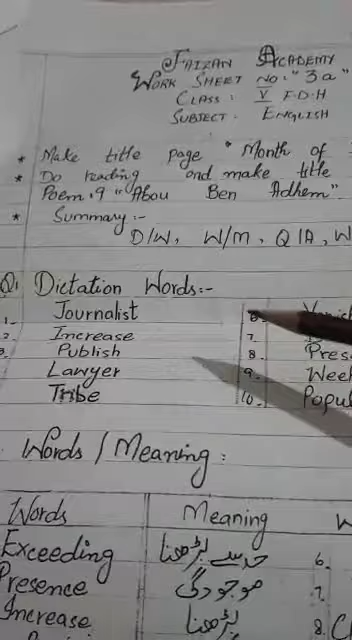 Faizan Academy
Work Sheet No: "3a"
Class: V F.D.H
Subject: English
* Make title page "Month of
* Do reading and make title
Poem.9 "Abou Ben Adhem"
* Summary:-
D/W, W/M, Q/A, W
Q1 Dictation Words:-
1. Journalist 6.
2. Increase 7.
3. Publish 8. Pres
Lawyer 9. Wee
Tribe 10. Popul
Words / Meaning:
Words Meaning W
Exceeding حد سے بڑھنا 6.
Presence موجودگی 7.
Increase بڑھنا 8. C